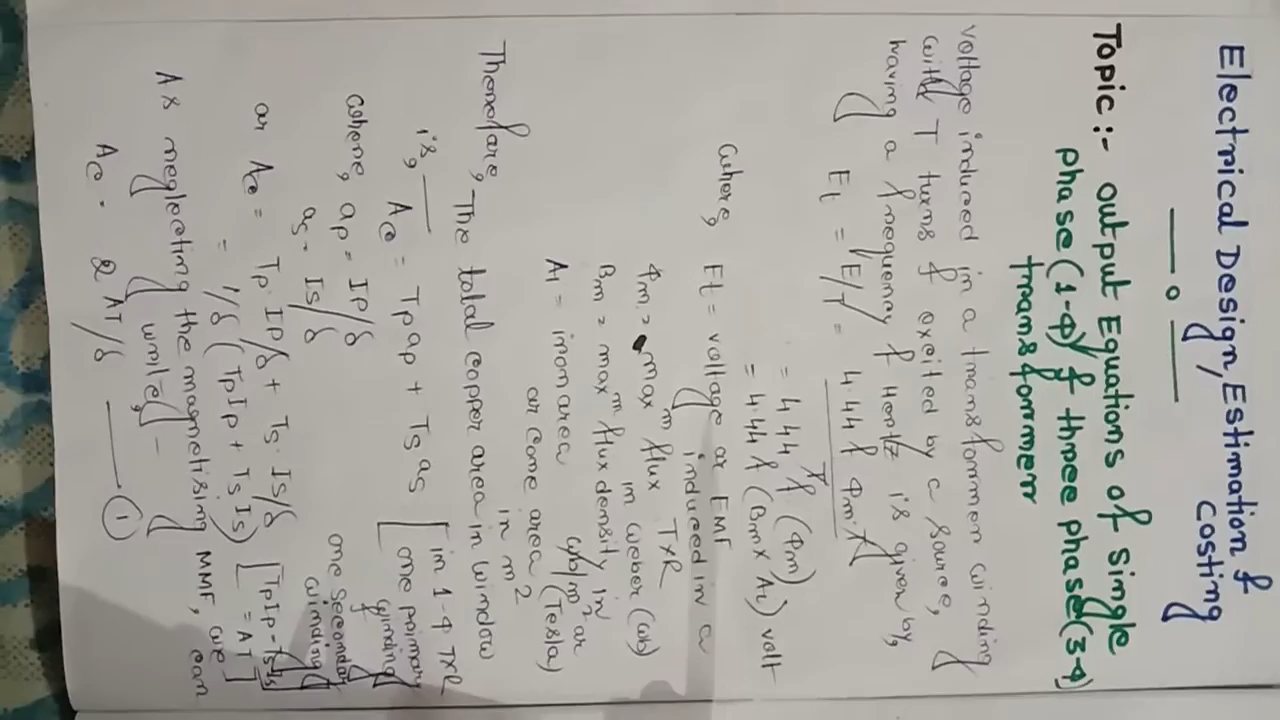 Electrical Design, Estimation &
Costing
Topic :- output Equations of single
phase (1-φ) & three phase (3-φ)
transformer
voltage induced in a transformer winding
with T turns & excited by a source,
having a frequency f Hertz is given by,
Et = E/T = 4.44 f φm
= 4.44 f (φm)
= 4.44 f (Bm x Ai) volt
where, Et = voltage or EMF
induced in a
TXR
φm = max m flux
in weber (wb)
Bm = max m flux density in
wb/m² or
(Tesla)
Ai = iron area
or core area
in m²
Therefore, The total copper area in window
is, Ac = Tp ap + Ts as [in 1-φ TXR
one primary
winding
one secondary
winding]
where, ap = Ip/δ
as = Is/δ
or Ac = Tp. Ip/δ + Ts. Is/δ
= 1/δ (Tp Ip + Ts Is) [TpIp = TsIs
= AT]
As neglecting the magnetising MMF, we can
write, -
Ac = 2 AT/δ ——— ①